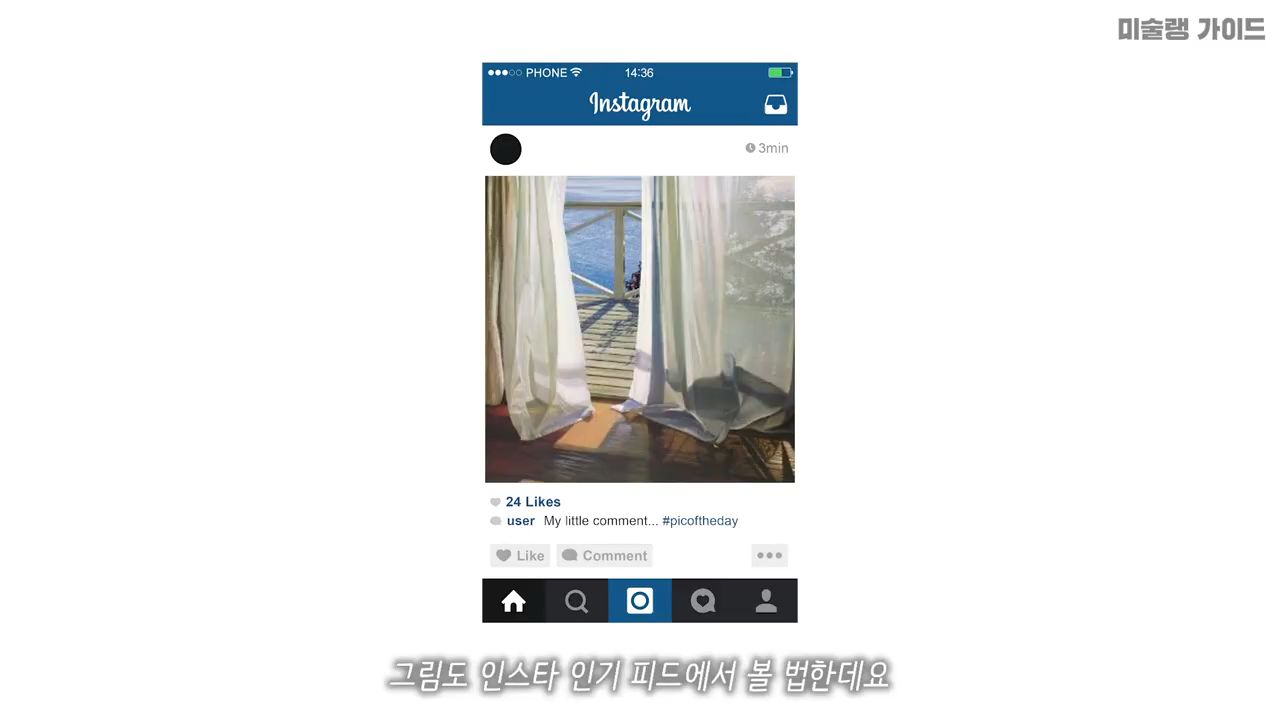 미술랭 가이드
PHONE 14:36
Instagram
3min
24 Likes
user My little comment... #picoftheday
Like Comment
그림도 인스타 인기 피드에서 볼 법한데요